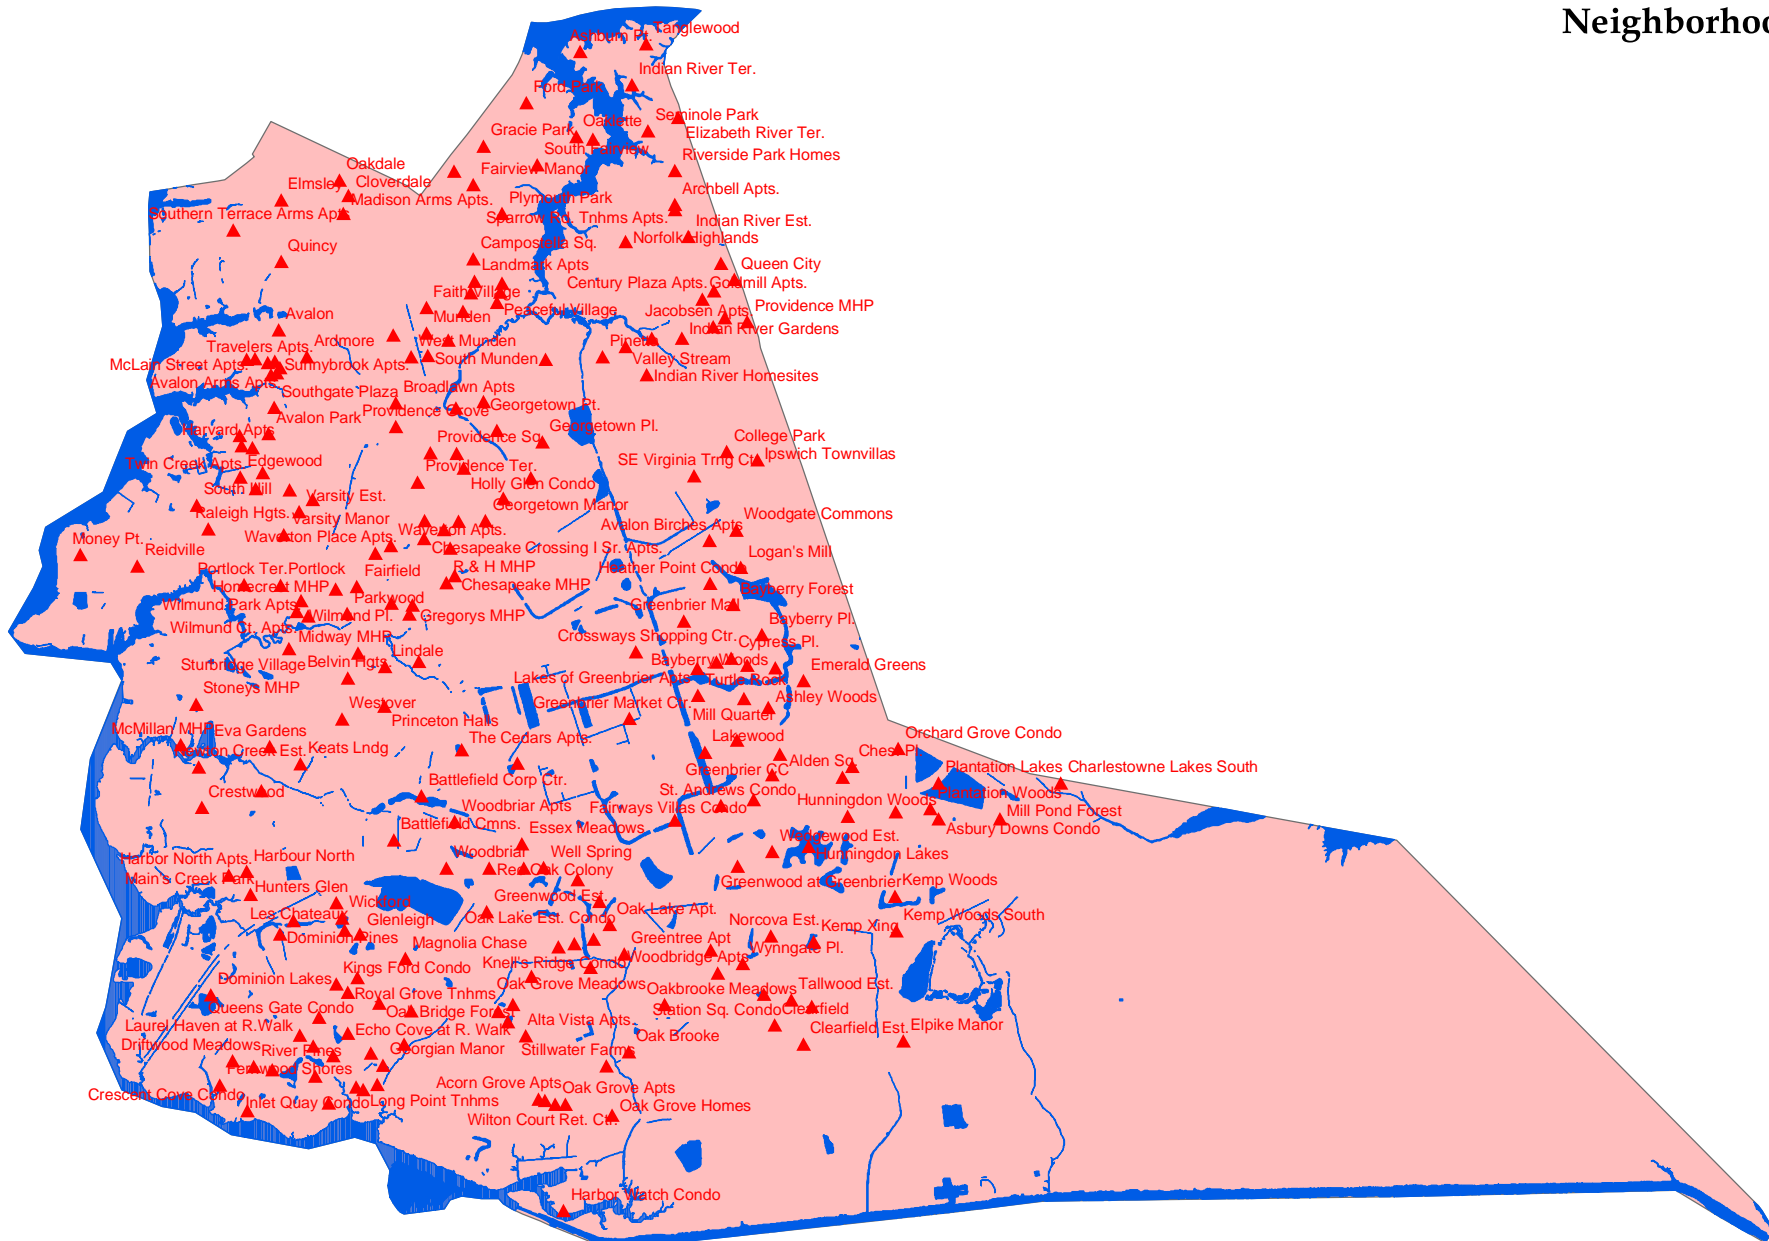 Neighborhoo
Tanglewood
Ashburn Pt.
Indian River Ter.
Ford Park
Seminole Park
Oaklette
Gracie Park
Elizabeth River Ter.
South Fairview
Riverside Park Homes
Oakdale
Fairview Manor
Elmsley
Cloverdale
Archbell Apts.
Madison Arms Apts.
Plymouth Park
Southern Terrace Arms Apts.
Sparrow Rd. Tnhms Apts.
Indian River Est.
Norfolk Highlands
Quincy
Campostella Sq.
Landmark Apts
Queen City
Century Plaza Apts.
Goldmill Apts.
Faith Village
Providence MHP
Peaceful Village
Jacobsen Apts.
Avalon
Munden
Indian River Gardens
Ardmore
West Munden
Pinetta
Travelers Apts.
South Munden
Valley Stream
McLain Street Apts.
Sunnybrook Apts.
Indian River Homesites
Avalon Arms Apts.
Broadlawn Apts
Southgate Plaza
Georgetown Pt.
Providence Grove
Avalon Park
Georgetown Pl.
Harvard Apts
Providence Sq.
College Park
Ipswich Townvillas
Edgewood
SE Virginia Trng Ctr.
Twin Creek Apts.
Providence Ter.
Holly Glen Condo
South Hill
Varsity Est.
Georgetown Manor
Raleigh Hgts.
Woodgate Commons
Varsity Manor
Avalon Birches Apts
Waverton Apts.
Waverton Place Apts.
Money Pt.
Reidville
Chesapeake Crossing I Sr. Apts.
Logan's Mill
Portlock Ter.
Portlock
Fairfield
R & H MHP
Heather Point Condo
Homecrest MHP
Chesapeake MHP
Bayberry Forest
Parkwood
Wilmund Park Apts.
Greenbrier Mall
Wilmund Pl.
Gregorys MHP
Bayberry Pl.
Wilmund Ct. Apts.
Midway MHP
Crossways Shopping Ctr.
Cypress Pl.
Lindale
Sturbridge Village
Belvin Hgts.
Bayberry Woods
Emerald Greens
Lakes of Greenbrier Apts
Turtle Rock
Stoneys MHP
Ashley Woods
Westover
Greenbrier Market Ctr.
Mill Quarter
Princeton Halls
McMillan MHP
Eva Gardens
The Cedars Apts.
Lakewood
Orchard Grove Condo
Newton Creek Est.
Keats Lndg
Ches. Pl.
Alden Sq.
Plantation Lakes
Charlestowne Lakes South
Greenbrier CC
Battlefield Corp Ctr.
Crestwood
St. Andrews Condo
Plantation Woods
Hunningdon Woods
Woodbriar Apts
Fairways Villas Condo
Mill Pond Forest
Battlefield Cmns.
Essex Meadows
Asbury Downs Condo
Wedgewood Est.
Harbor North Apts.
Harbour North
Woodbriar
Well Spring
Hunningdon Lakes
Red Oak Colony
Main's Creek Park
Hunters Glen
Greenwood at Greenbrier
Kemp Woods
Greenwood Est.
Wickford
Oak Lake Apt.
Les Chateaux
Glenleigh
Oak Lake Est. Condo
Norcova Est.
Kemp Woods South
Kemp Xing
Dominion Pines
Magnolia Chase
Greentree Apt
Wynngate Pl.
Woodbridge Apts
Knell's Ridge Condo
Kings Ford Condo
Dominion Lakes
Oak Grove Meadows
Oakbrooke Meadows
Tallwood Est.
Royal Grove Tnhms
Queens Gate Condo
Oak Bridge Forest
Station Sq. Condo
Clearfield
Laurel Haven at R.Walk
Echo Cove at R. Walk
Alta Vista Apts.
Clearfield Est.
Elpike Manor
Oak Brooke
Driftwood Meadows
River Pines
Georgian Manor
Stillwater Farms
Fernwood Shores
Acorn Grove Apts
Oak Grove Apts
Crescent Cove Condo
Inlet Quay Condo
Long Point Tnhms
Oak Grove Homes
Wilton Court Ret. Ctr.
Harbor Watch Condo